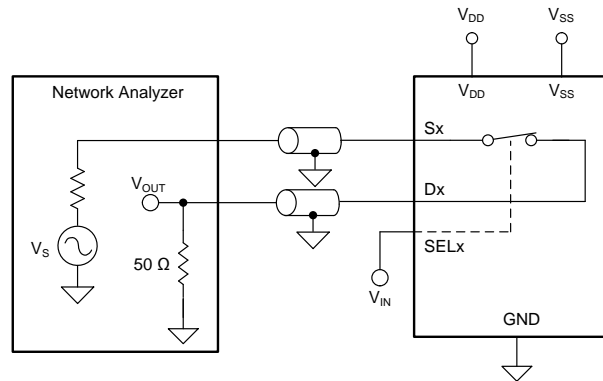 V_DD V_SS
Network Analyzer
V_DD V_SS
Sx
V_OUT
Dx
V_S
50 Ω
SELx
V_IN
GND